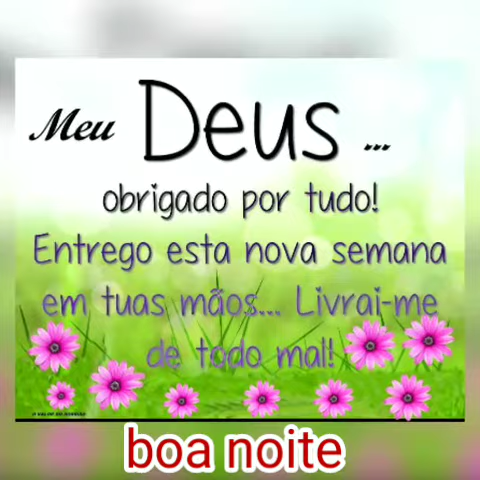 Meu Deus...
obrigado por tudo!
Entrego esta nova semana
em tuas mãos... Livrai-me
de todo mal!
boa noite